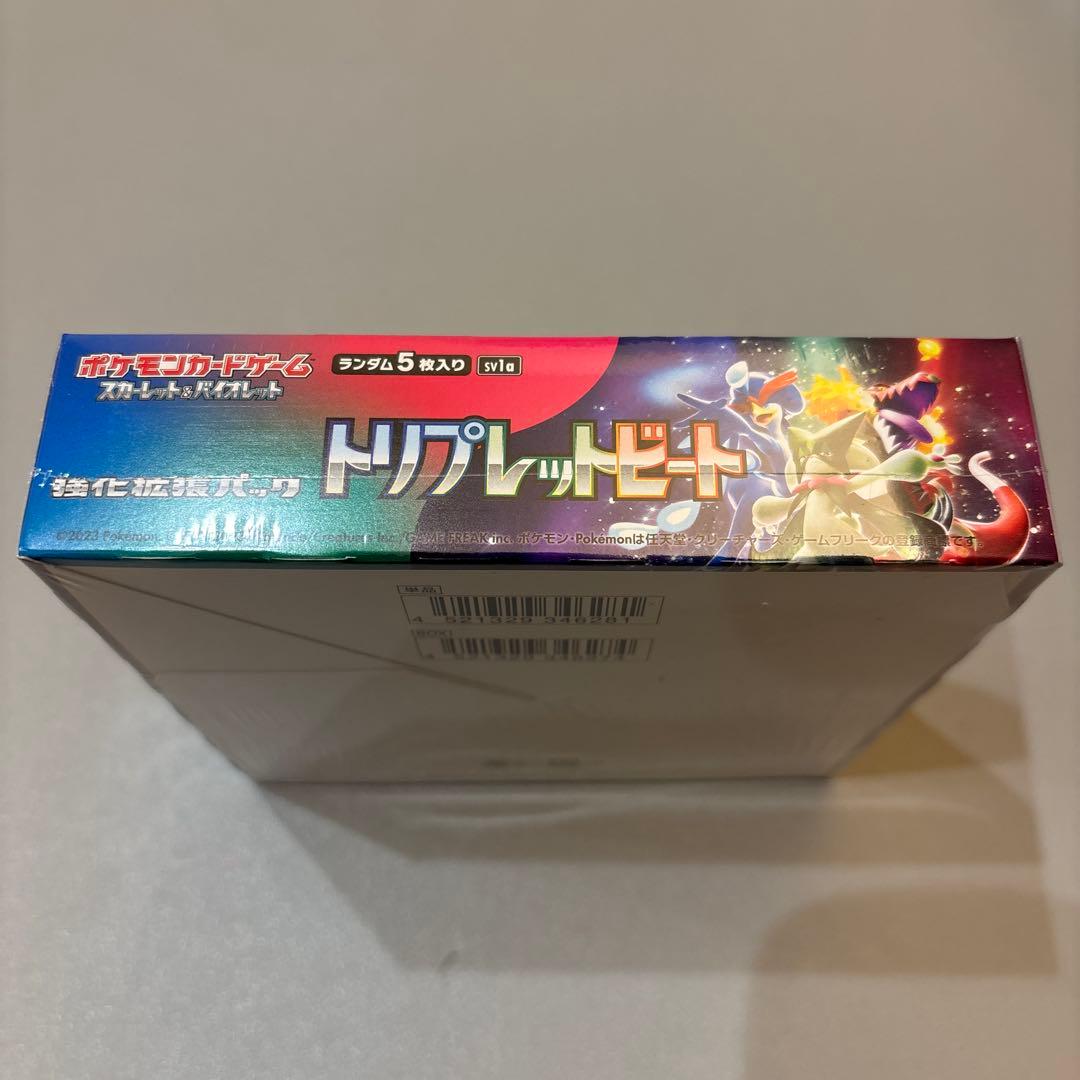 ポケモンカードゲーム
スカーレット&バイオレット
ランダム5枚入り sv1a
トリプレットビート
強化拡張パック
©2023 Pokémon. Creatures Inc./GAME FREAK inc. ポケモン・Pokémonは任天堂・クリーチャーズ・ゲームフリークの登録商標です。
単品
4 521329 346281
BOX